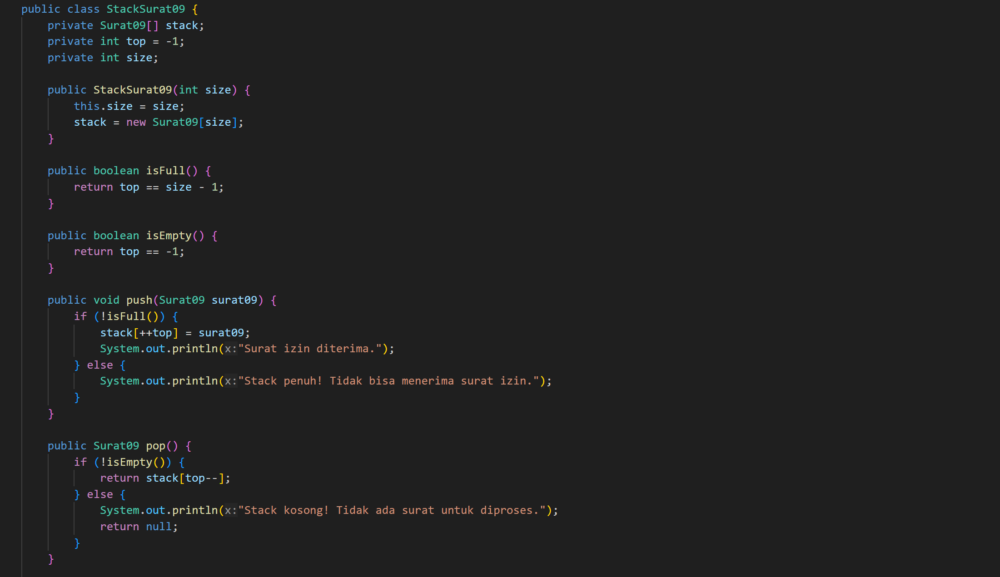 public class StackSurat09 {
    private Surat09[] stack;
    private int top = -1;
    private int size;

    public StackSurat09(int size) {
        this.size = size;
        stack = new Surat09[size];
    }

    public boolean isFull() {
        return top == size - 1;
    }

    public boolean isEmpty() {
        return top == -1;
    }

    public void push(Surat09 surat09) {
        if (!isFull()) {
            stack[++top] = surat09;
            System.out.println(x:"Surat izin diterima.");
        } else {
            System.out.println(x:"Stack penuh! Tidak bisa menerima surat izin.");
        }
    }

    public Surat09 pop() {
        if (!isEmpty()) {
            return stack[top--];
        } else {
            System.out.println(x:"Stack kosong! Tidak ada surat untuk diproses.");
            return null;
        }
    }